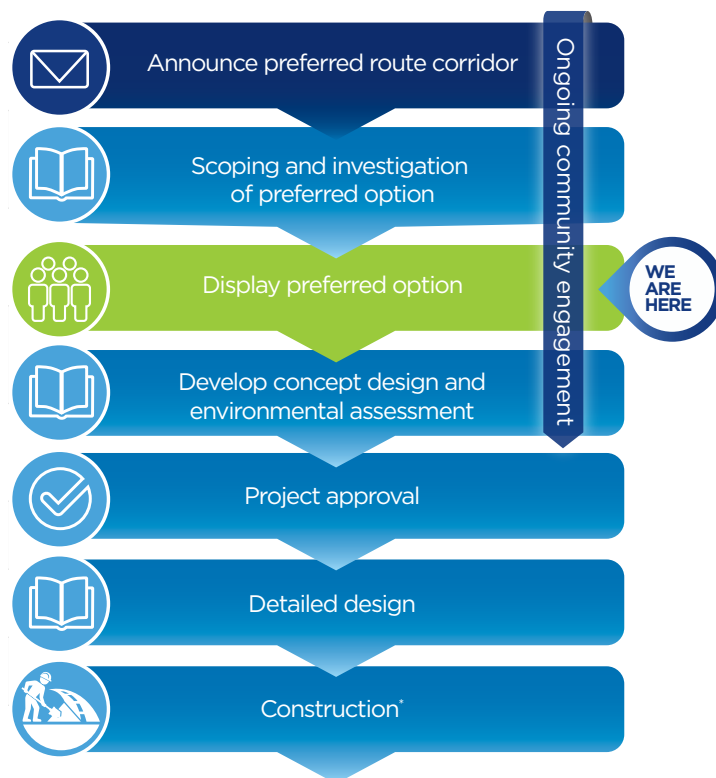 Announce preferred route corridor
Scoping and investigation
of preferred option
Display preferred option
Develop concept design and
environmental assessment
Project approval
Detailed design
Construction*
Ongoing community engagement
WE
ARE
HERE